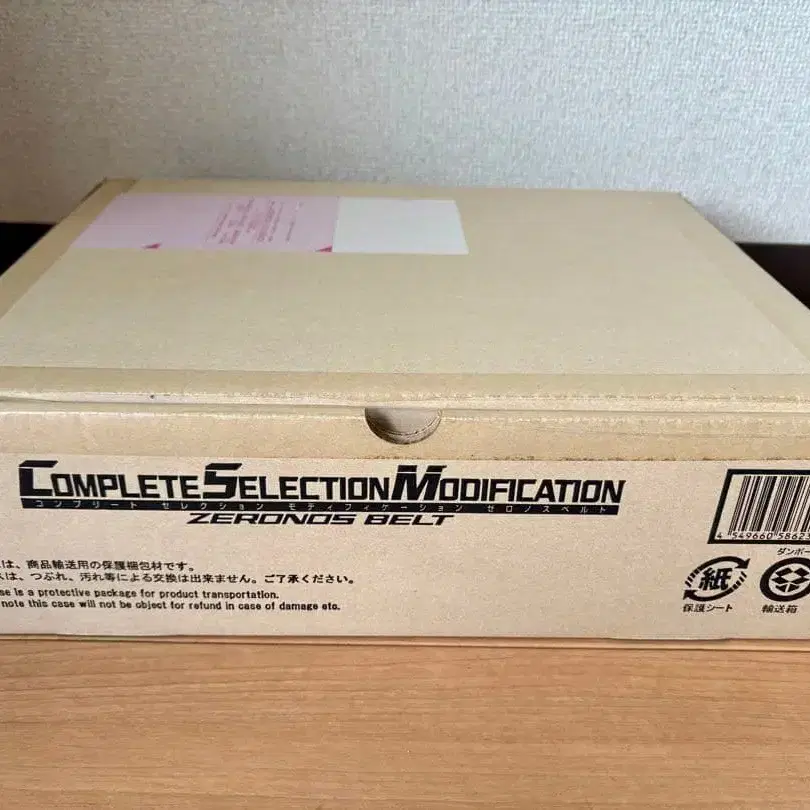 COMPLETE SELECTION MODIFICATION
コンプリート セレクション モディフィケーション ゼロノスベルト
ZERONOS BELT
は、商品輸送用の保護梱包材です。
は、つぶれ、汚れ等による交換は出来ません。ご了承ください。
se is a protective package for product transportation.
note this case will not be object for refund in case of damage etc.
4 549660 58623
ダンボー
紙
保護シート
輸送箱